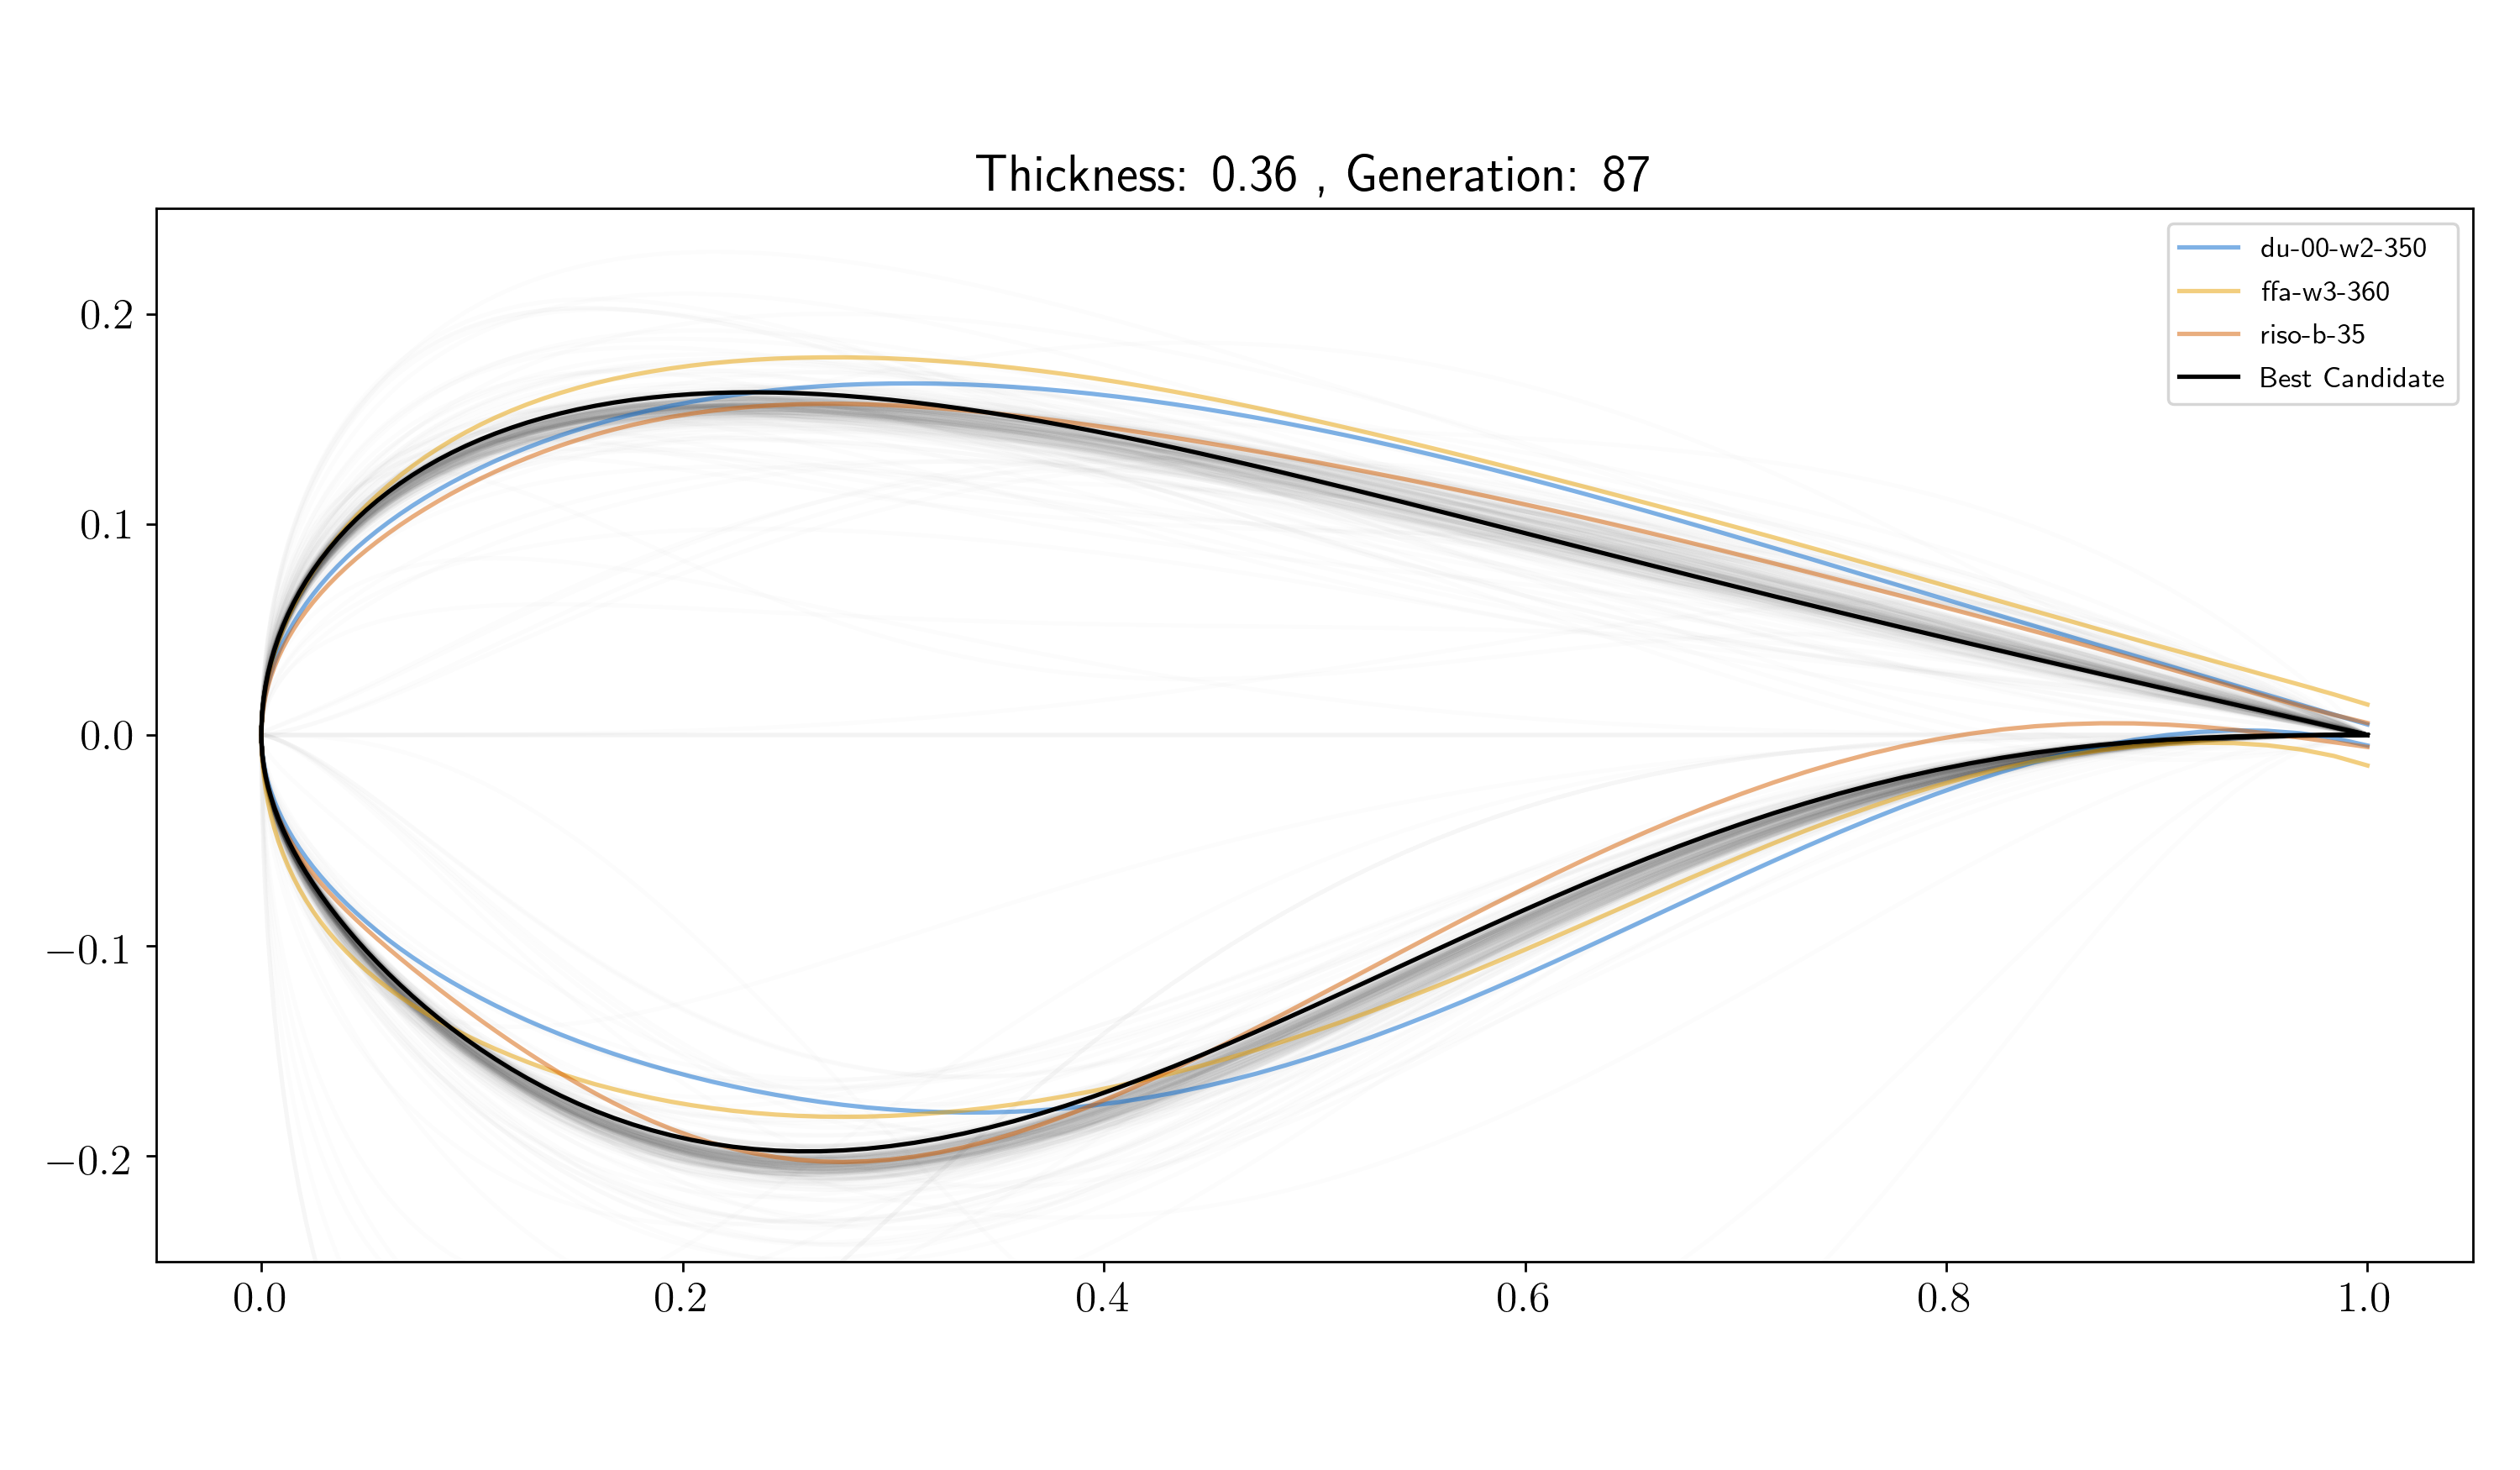 Thickness: 0.36 , Generation: 87
du-00-w2-350
ffa-w3-360
riso-b-35
Best Candidate
0.2
0.1
0.0
−0.1
−0.2
0.0 0.2 0.4 0.6 0.8 1.0